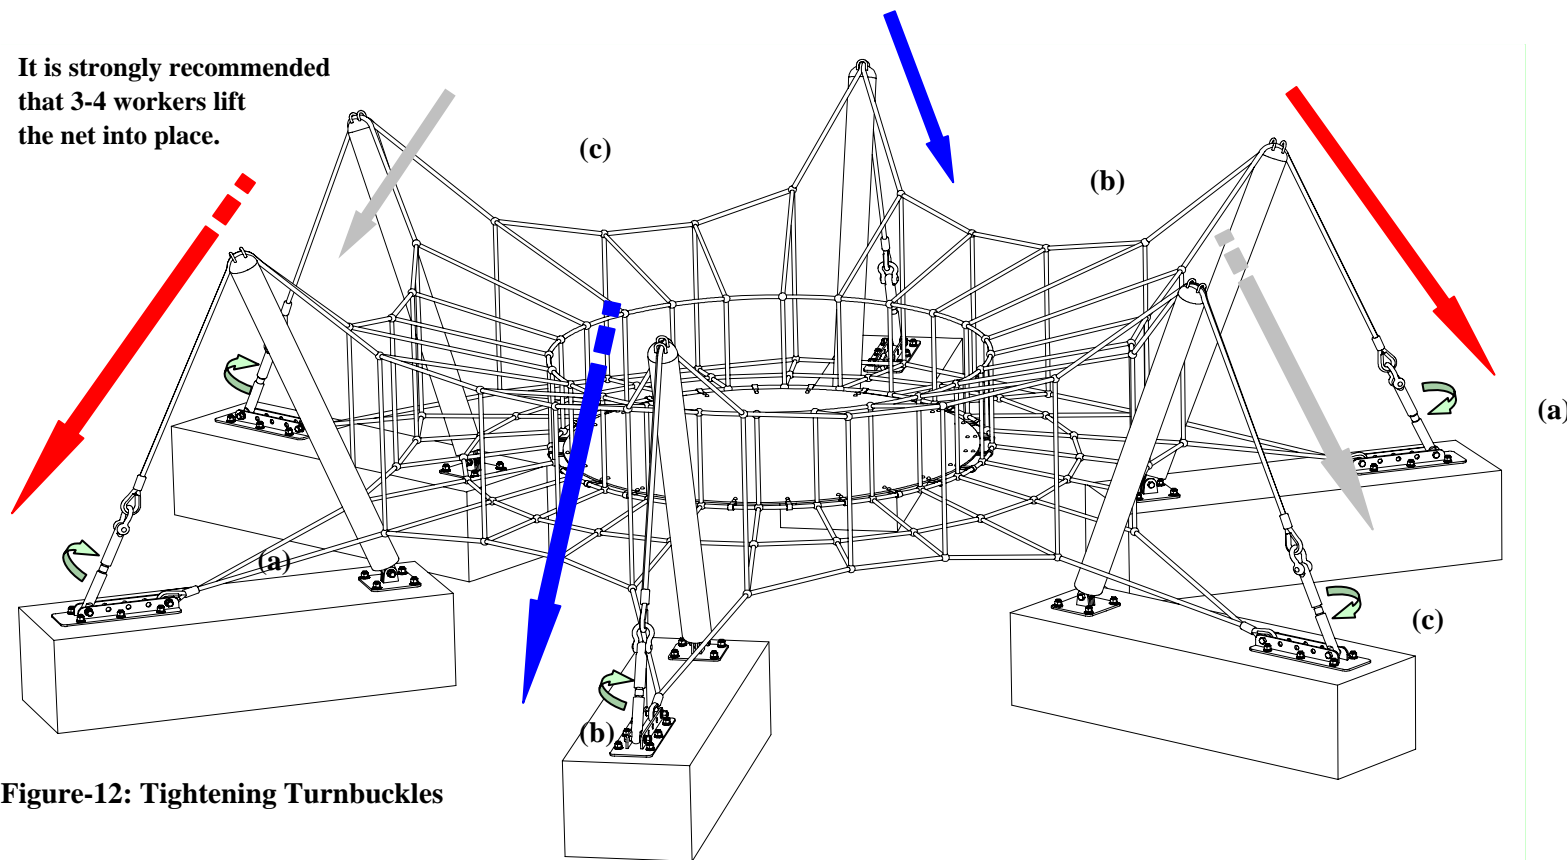 It is strongly recommended
that 3-4 workers lift
the net into place.
(c)
(b)
(a)
(a)
(c)
(b)
Figure-12: Tightening Turnbuckles